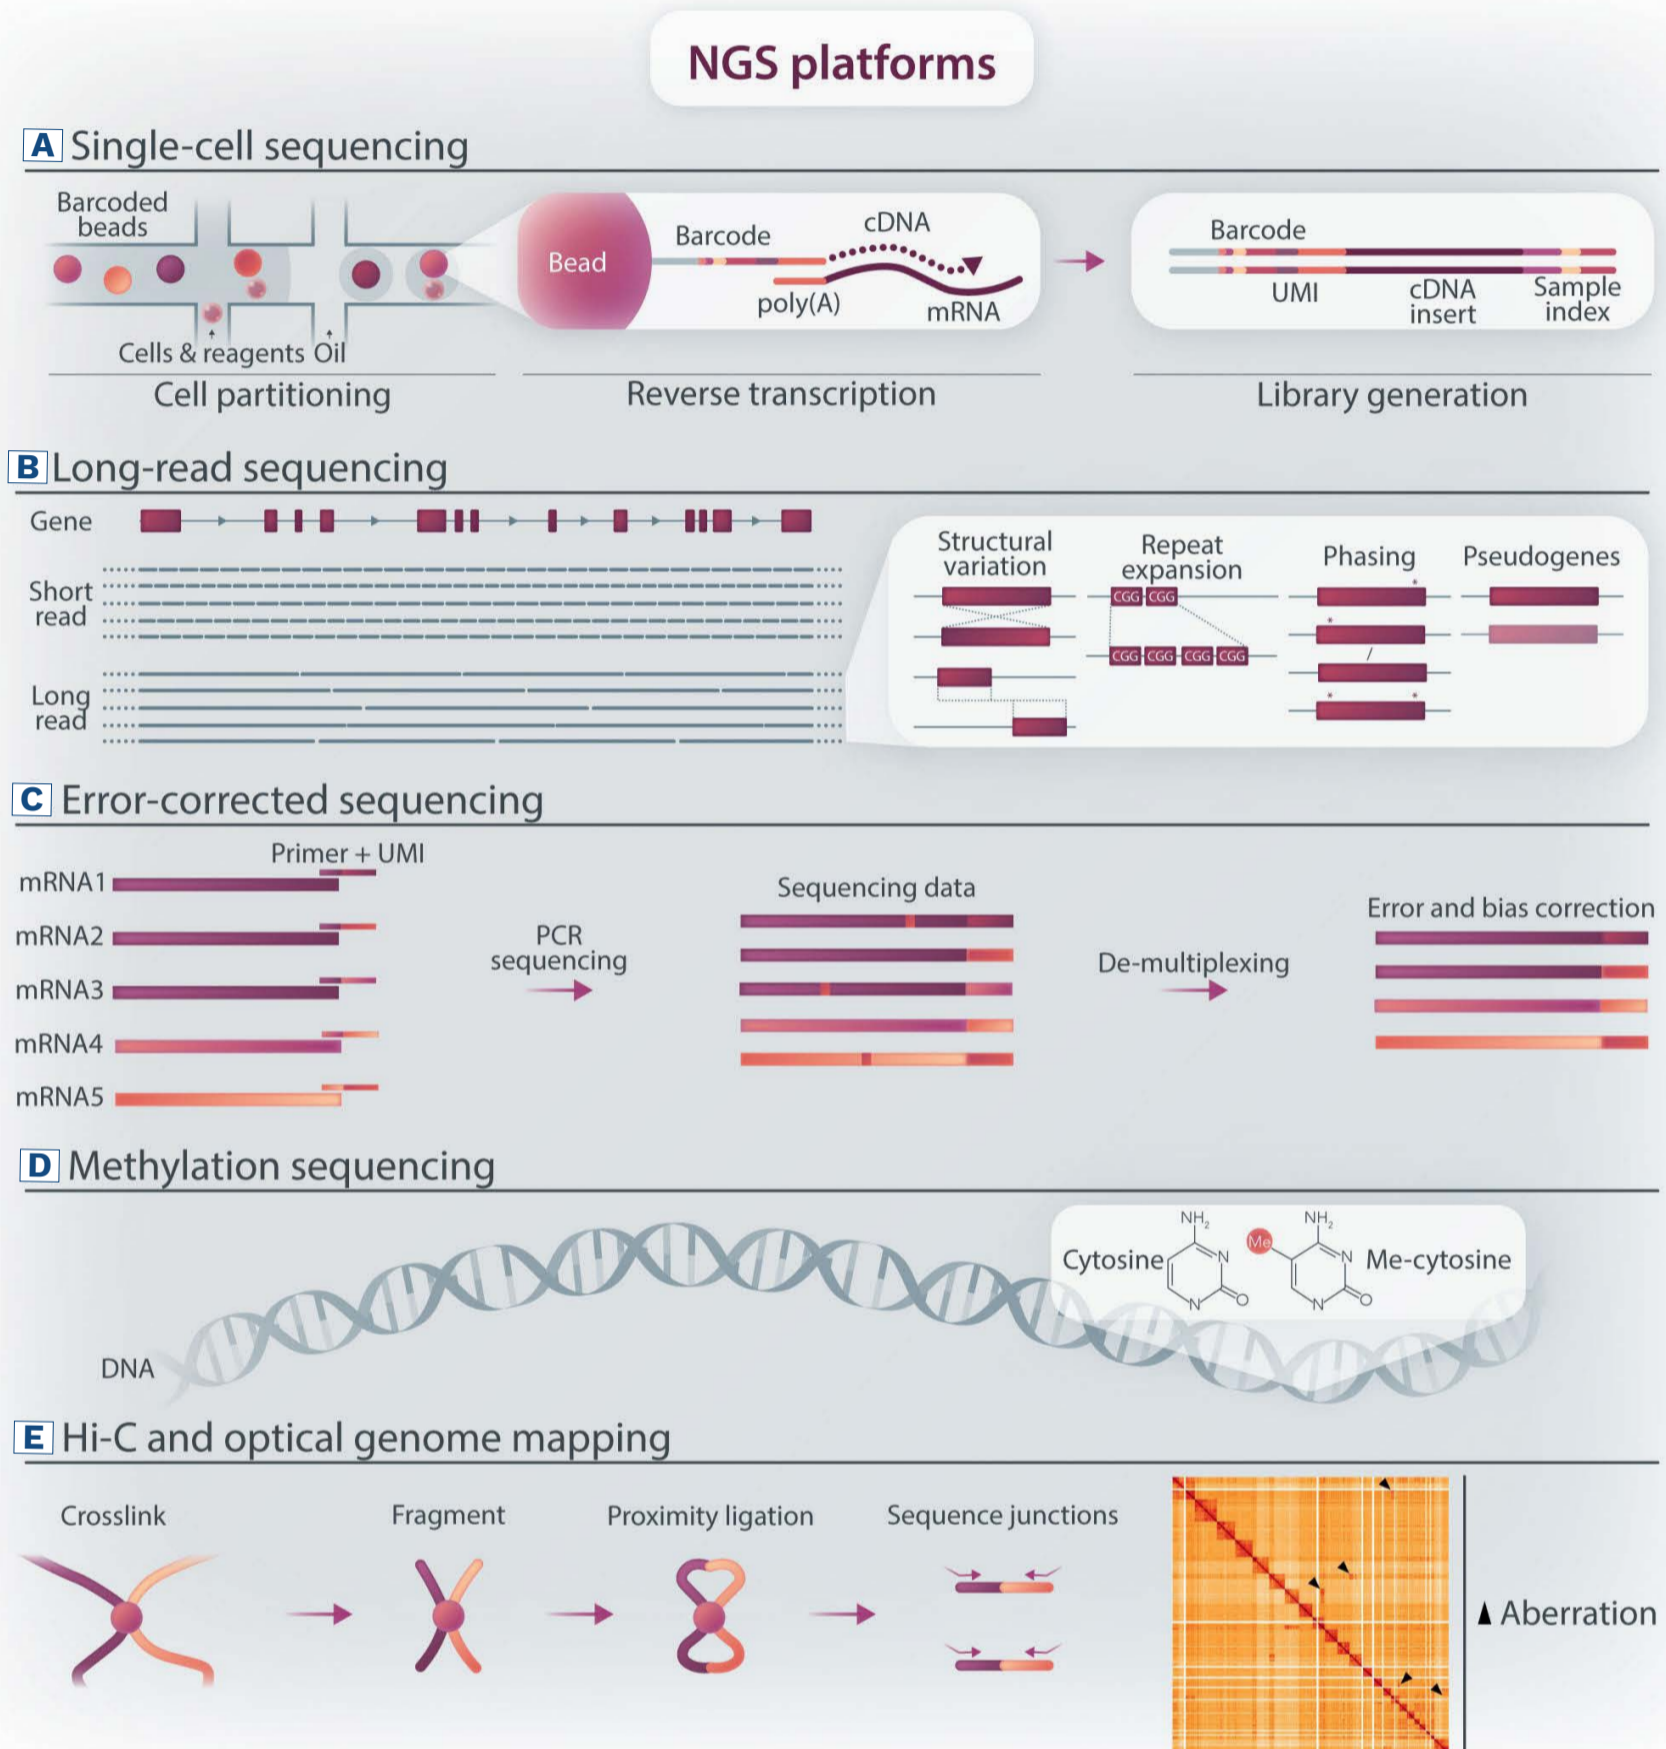 NGS platforms
A Single-cell sequencing
Barcoded
beads
Cells & reagents Oil
Cell partitioning
Bead
Barcode
cDNA
poly(A)
mRNA
Reverse transcription
Barcode
UMI
cDNA
insert
Sample
index
Library generation
B Long-read sequencing
Gene
Short
read
Long
read
Structural
variation
Repeat
expansion
CGG CGG
CGG CGG CGG CGG
Phasing
*
*
/
* *
Pseudogenes
C Error-corrected sequencing
Primer + UMI
mRNA1
mRNA2
mRNA3
mRNA4
mRNA5
PCR
sequencing
Sequencing data
De-multiplexing
Error and bias correction
D Methylation sequencing
DNA
Cytosine
NH2
N
N
O
Me
NH2
N
N
O
Me-cytosine
E Hi-C and optical genome mapping
Crosslink
Fragment
Proximity ligation
Sequence junctions
Aberration